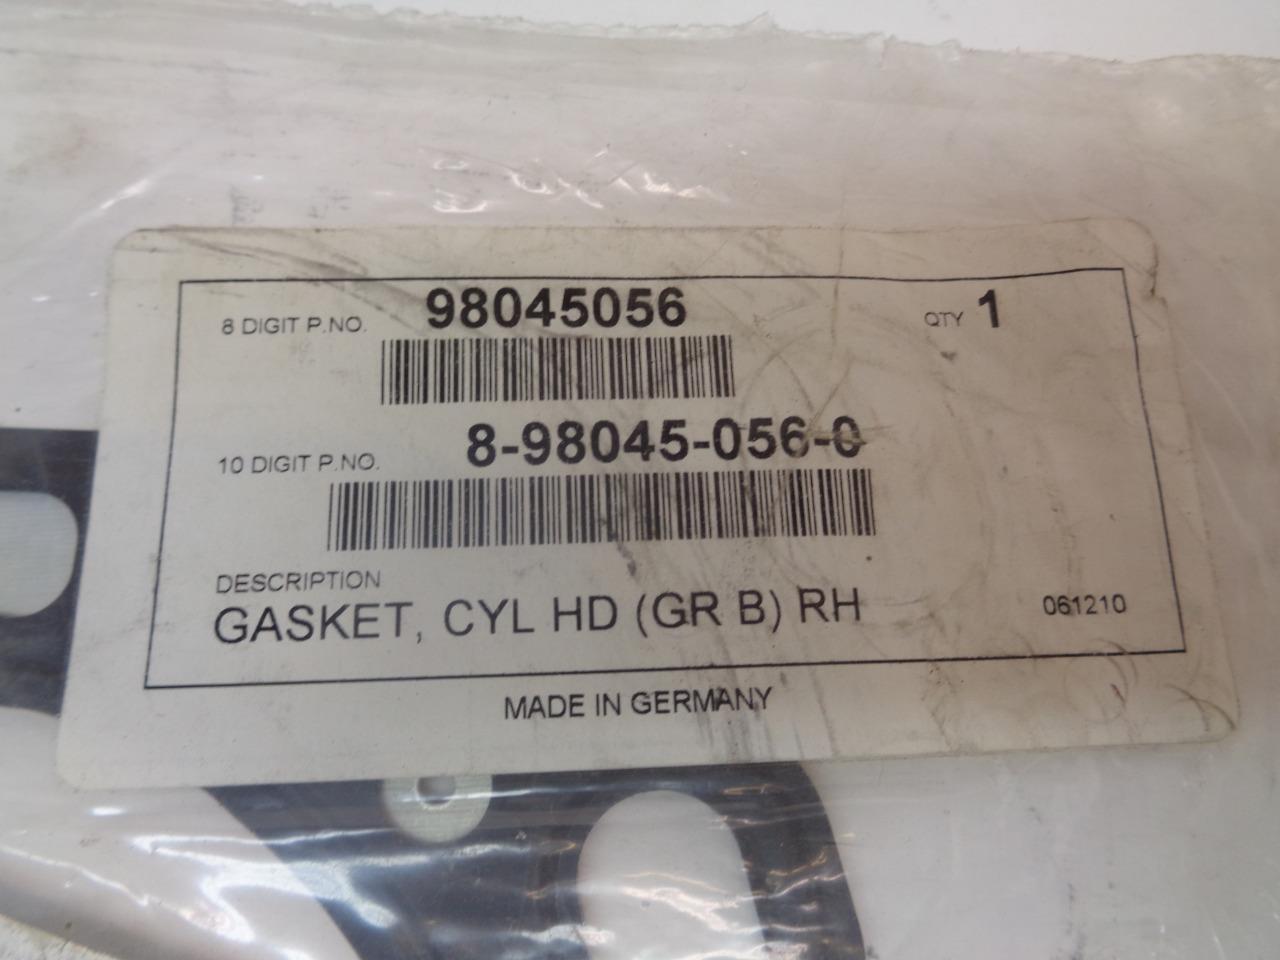 8 DIGIT P.NO. 98045056 QTY 1
10 DIGIT P.NO. 8-98045-056-0
DESCRIPTION
GASKET, CYL HD (GR B) RH 061210
MADE IN GERMANY